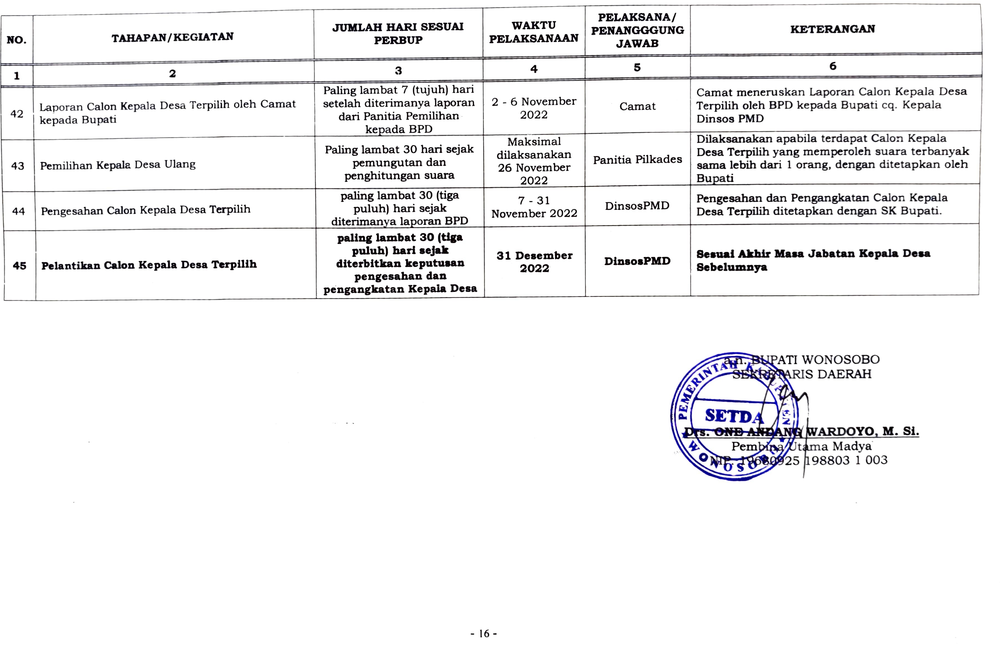 NO.
TAHAPAN/KEGIATAN
JUMLAH HARI SESUAI
PERBUP
WAKTU
PELAKSANAAN
PELAKSANA/
PENANGGGUNG
JAWAB
KETERANGAN
1
2
3
4
5
6
42
Laporan Calon Kepala Desa Terpilih oleh Camat
kepada Bupati
Paling lambat 7 (tujuh) hari
setelah diterimanya laporan
dari Panitia Pemilihan
kepada BPD
2 - 6 November
2022
Camat
Camat meneruskan Laporan Calon Kepala Desa
Terpilih oleh BPD kepada Bupati cq. Kepala
Dinsos PMD
43
Pemilihan Kepala Desa Ulang
Paling lambat 30 hari sejak
pemungutan dan
penghitungan suara
Maksimal
dilaksanakan
26 November
2022
Panitia Pilkades
Dilaksanakan apabila terdapat Calon Kepala
Desa Terpilih yang memperoleh suara terbanyak
sama lebih dari 1 orang, dengan ditetapkan oleh
Bupati
44
Pengesahan Calon Kepala Desa Terpilih
paling lambat 30 (tiga
puluh) hari sejak
diterimanya laporan BPD
7 - 31
November 2022
DinsosPMD
Pengesahan dan Pengangkatan Calon Kepala
Desa Terpilih ditetapkan dengan SK Bupati.
45
Pelantikan Calon Kepala Desa Terpilih
paling lambat 30 (tiga
puluh) hari sejak
diterbitkan keputusan
pengesahan dan
pengangkatan Kepala Desa
31 Desember
2022
DinsosPMD
Sesuai Akhir Masa Jabatan Kepala Desa
Sebelumnya
a.n. BUPATI WONOSOBO
SEKRETARIS DAERAH
PEMERINTAH KABUPATEN
SETDA
WONOSOBO
Drs. ONE ANDANG WARDOYO, M. Si.
Pembina Utama Madya
NIP. 19680925 198803 1 003
- 16 -